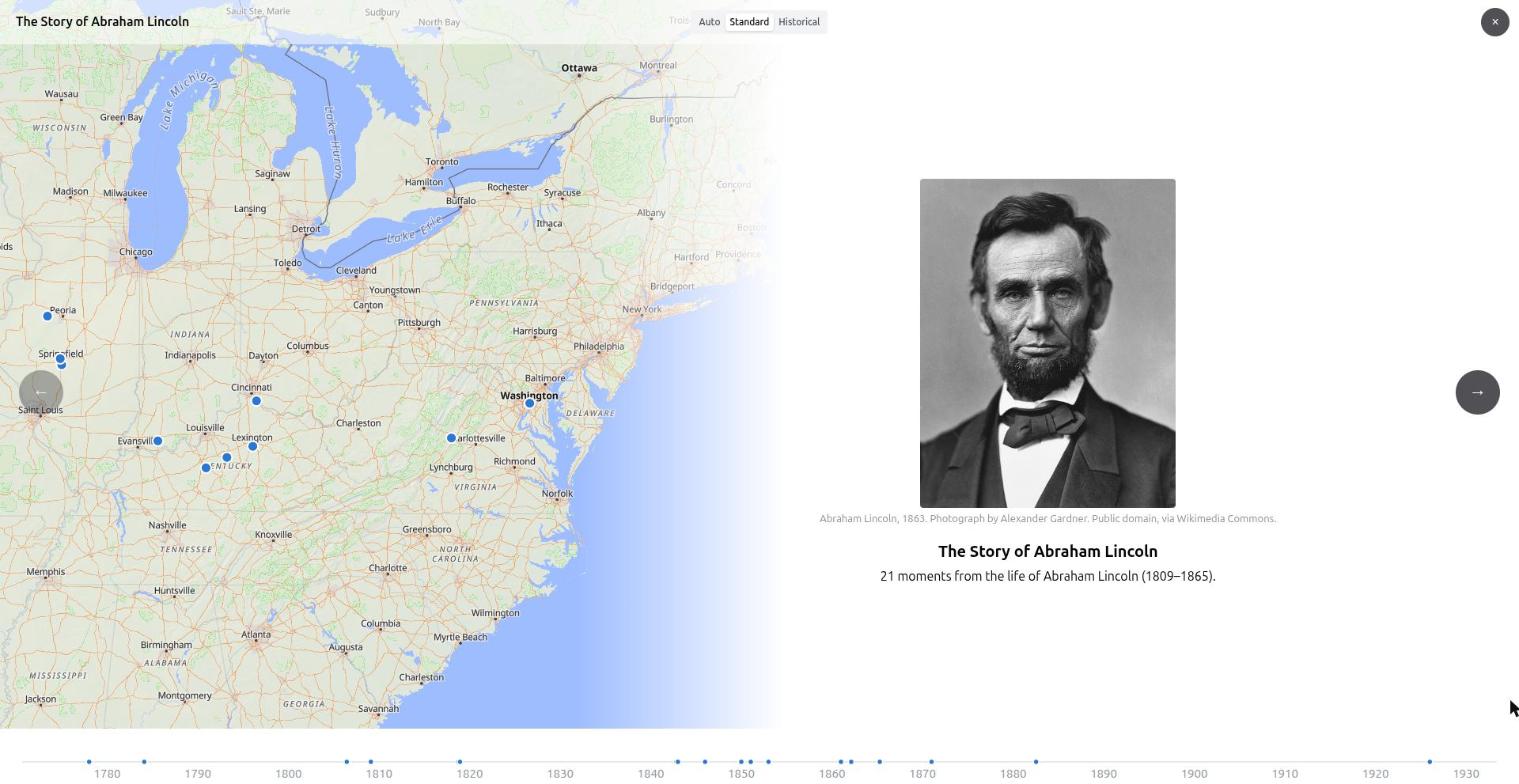 The Story of Abraham Lincoln
Auto Standard Historical
×
Sault Ste. Marie
Sudbury
North Bay
Ottawa
Montreal
Wausau
Green Bay
Lake Michigan
Lake Huron
Burlington
WISCONSIN
Toronto
Saginaw
Hamilton
Rochester
Syracuse
Concord
Madison
Milwaukee
Lansing
Buffalo
Albany
Ithaca
Detroit
Lake Erie
Boston
Chicago
Toledo
Cleveland
Hartford
Providence
Youngstown
Bridgeport
Canton
PENNSYLVANIA
New York
Peoria
Pittsburgh
Harrisburg
INDIANA
Philadelphia
Springfield
Indianapolis
Dayton
Columbus
Baltimore
Cincinnati
Washington
←
→
Saint Louis
DELAWARE
Louisville
Charleston
Evansvill
Lexington
arlottesville
ENTUCKY
Lynchburg
Richmond
VIRGINIA
Norfolk
Nashville
Knoxville
Greensboro
TENNESSEE
NORTH
CAROLINA
Memphis
Charlotte
Huntsville
Wilmington
Columbia
Atlanta
Myrtle Beach
Birmingham
Augusta
ALABAMA
MISSISSIPPI
Charleston
Jackson
Montgomery
GEORGIA
Savannah
Abraham Lincoln, 1863. Photograph by Alexander Gardner. Public domain, via Wikimedia Commons.
The Story of Abraham Lincoln
21 moments from the life of Abraham Lincoln (1809–1865).
1780 1790 1800 1810 1820 1830 1840 1850 1860 1870 1880 1890 1900 1910 1920 1930